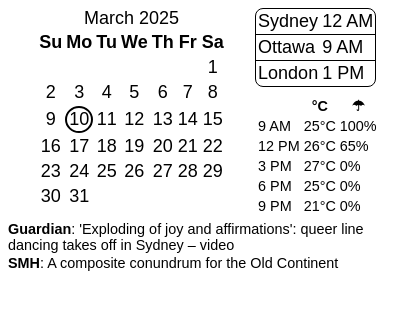 March 2025
Su Mo Tu We Th Fr Sa
1
2 3 4 5 6 7 8
9 10 11 12 13 14 15
16 17 18 19 20 21 22
23 24 25 26 27 28 29
30 31
Sydney 12 AM
Ottawa 9 AM
London 1 PM
°C ☂
9 AM 25°C 100%
12 PM 26°C 65%
3 PM 27°C 0%
6 PM 25°C 0%
9 PM 21°C 0%
Guardian: 'Exploding of joy and affirmations': queer line
dancing takes off in Sydney – video
SMH: A composite conundrum for the Old Continent